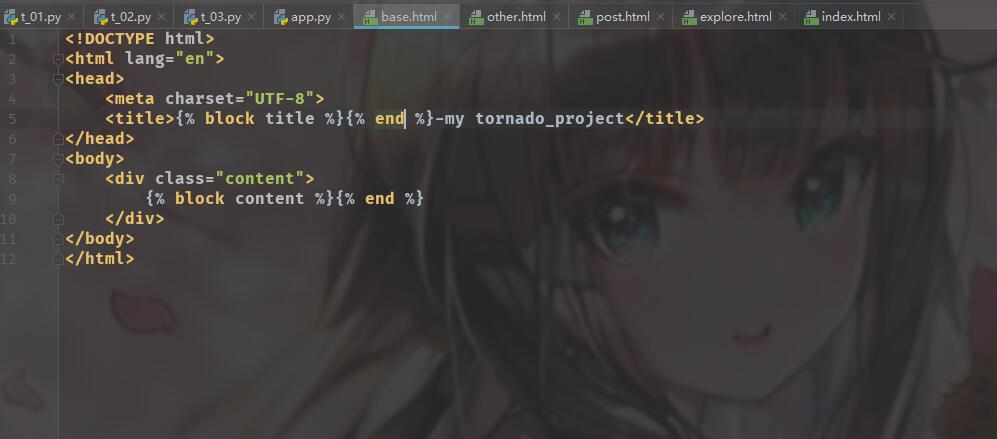 t_01.py t_02.py t_03.py app.py base.html other.html post.html explore.html index.html
1 <!DOCTYPE html>
2 <html lang="en">
3 <head>
4     <meta charset="UTF-8">
5     <title>{% block title %}{% end %}-my tornado_project</title>
6 </head>
7 <body>
8     <div class="content">
9         {% block content %}{% end %}
10     </div>
11 </body>
12 </html>